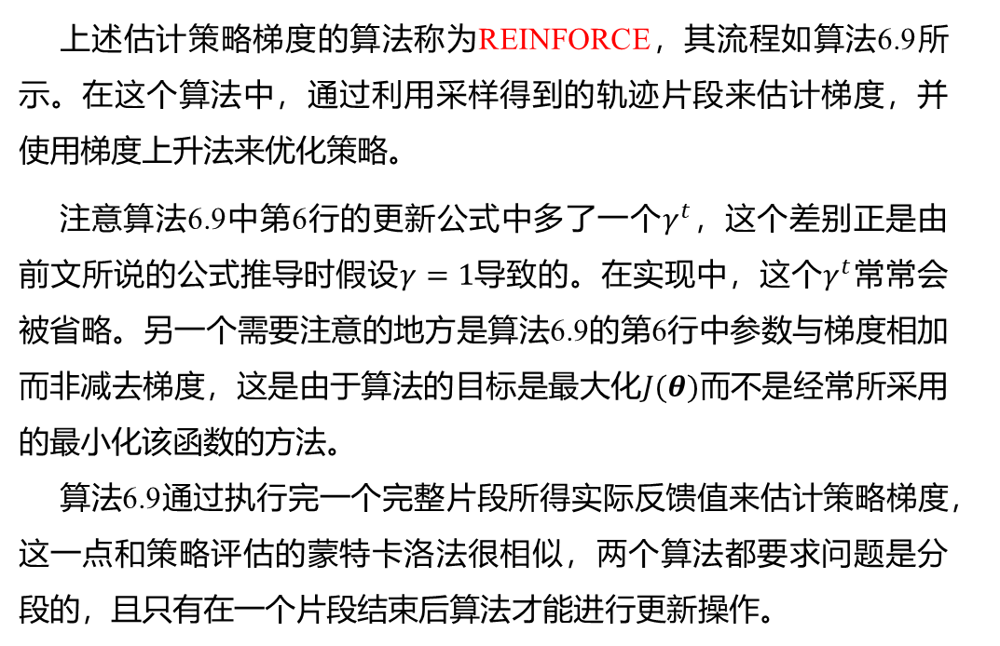 上述估计策略梯度的算法称为REINFORCE，其流程如算法6.9所
示。在这个算法中，通过利用采样得到的轨迹片段来估计梯度，并
使用梯度上升法来优化策略。
注意算法6.9中第6行的更新公式中多了一个γᵗ，这个差别正是由
前文所说的公式推导时假设γ = 1导致的。在实现中，这个γᵗ常常会
被省略。另一个需要注意的地方是算法6.9的第6行中参数与梯度相加
而非减去梯度，这是由于算法的目标是最大化J(θ)而不是经常所采用
的最小化该函数的方法。
算法6.9通过执行完一个完整片段所得实际反馈值来估计策略梯度，
这一点和策略评估的蒙特卡洛法很相似，两个算法都要求问题是分
段的，且只有在一个片段结束后算法才能进行更新操作。